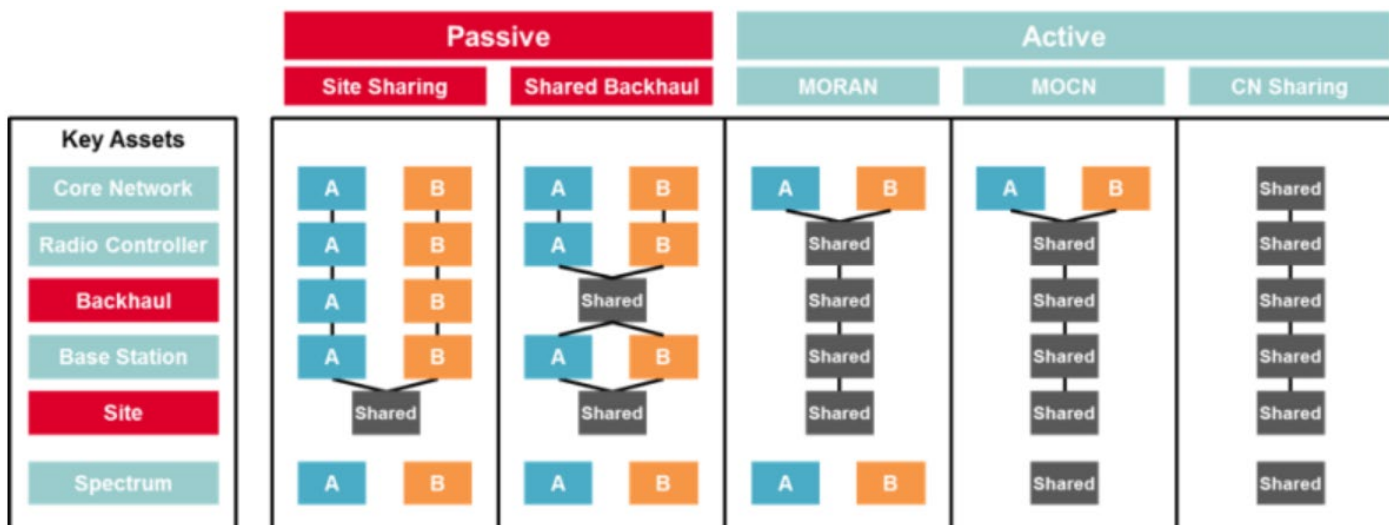 Passive Active
Site Sharing Shared Backhaul MORAN MOCN CN Sharing
Key Assets
Core Network A B A B A B A B Shared
Radio Controller A B A B Shared Shared Shared
Backhaul A B Shared Shared Shared Shared
Base Station A B A B Shared Shared Shared
Site Shared Shared Shared Shared Shared
Spectrum A B A B A B Shared Shared